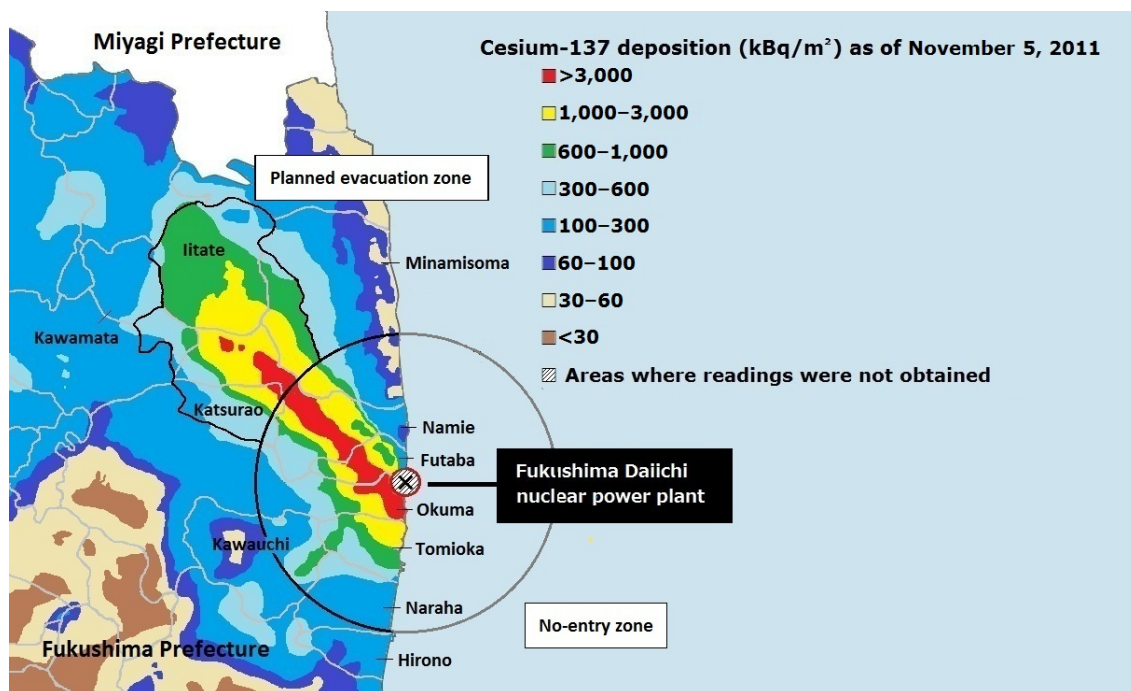 Miyagi Prefecture
Cesium-137 deposition (kBq/m²) as of November 5, 2011
>3,000
1,000–3,000
600–1,000
300–600
100–300
60–100
30–60
<30
Areas where readings were not obtained
Planned evacuation zone
Iitate
Minamisoma
Kawamata
Katsurao
Namie
Futaba
Fukushima Daiichi
nuclear power plant
Okuma
Kawauchi
Tomioka
Naraha
No-entry zone
Fukushima Prefecture
Hirono